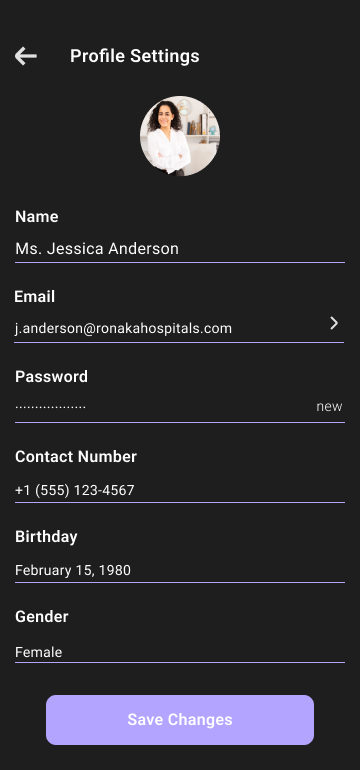 Profile Settings
Name
Ms. Jessica Anderson
Email
j.anderson@ronakahospitals.com
Password
·················· new
Contact Number
+1 (555) 123-4567
Birthday
February 15, 1980
Gender
Female
Save Changes